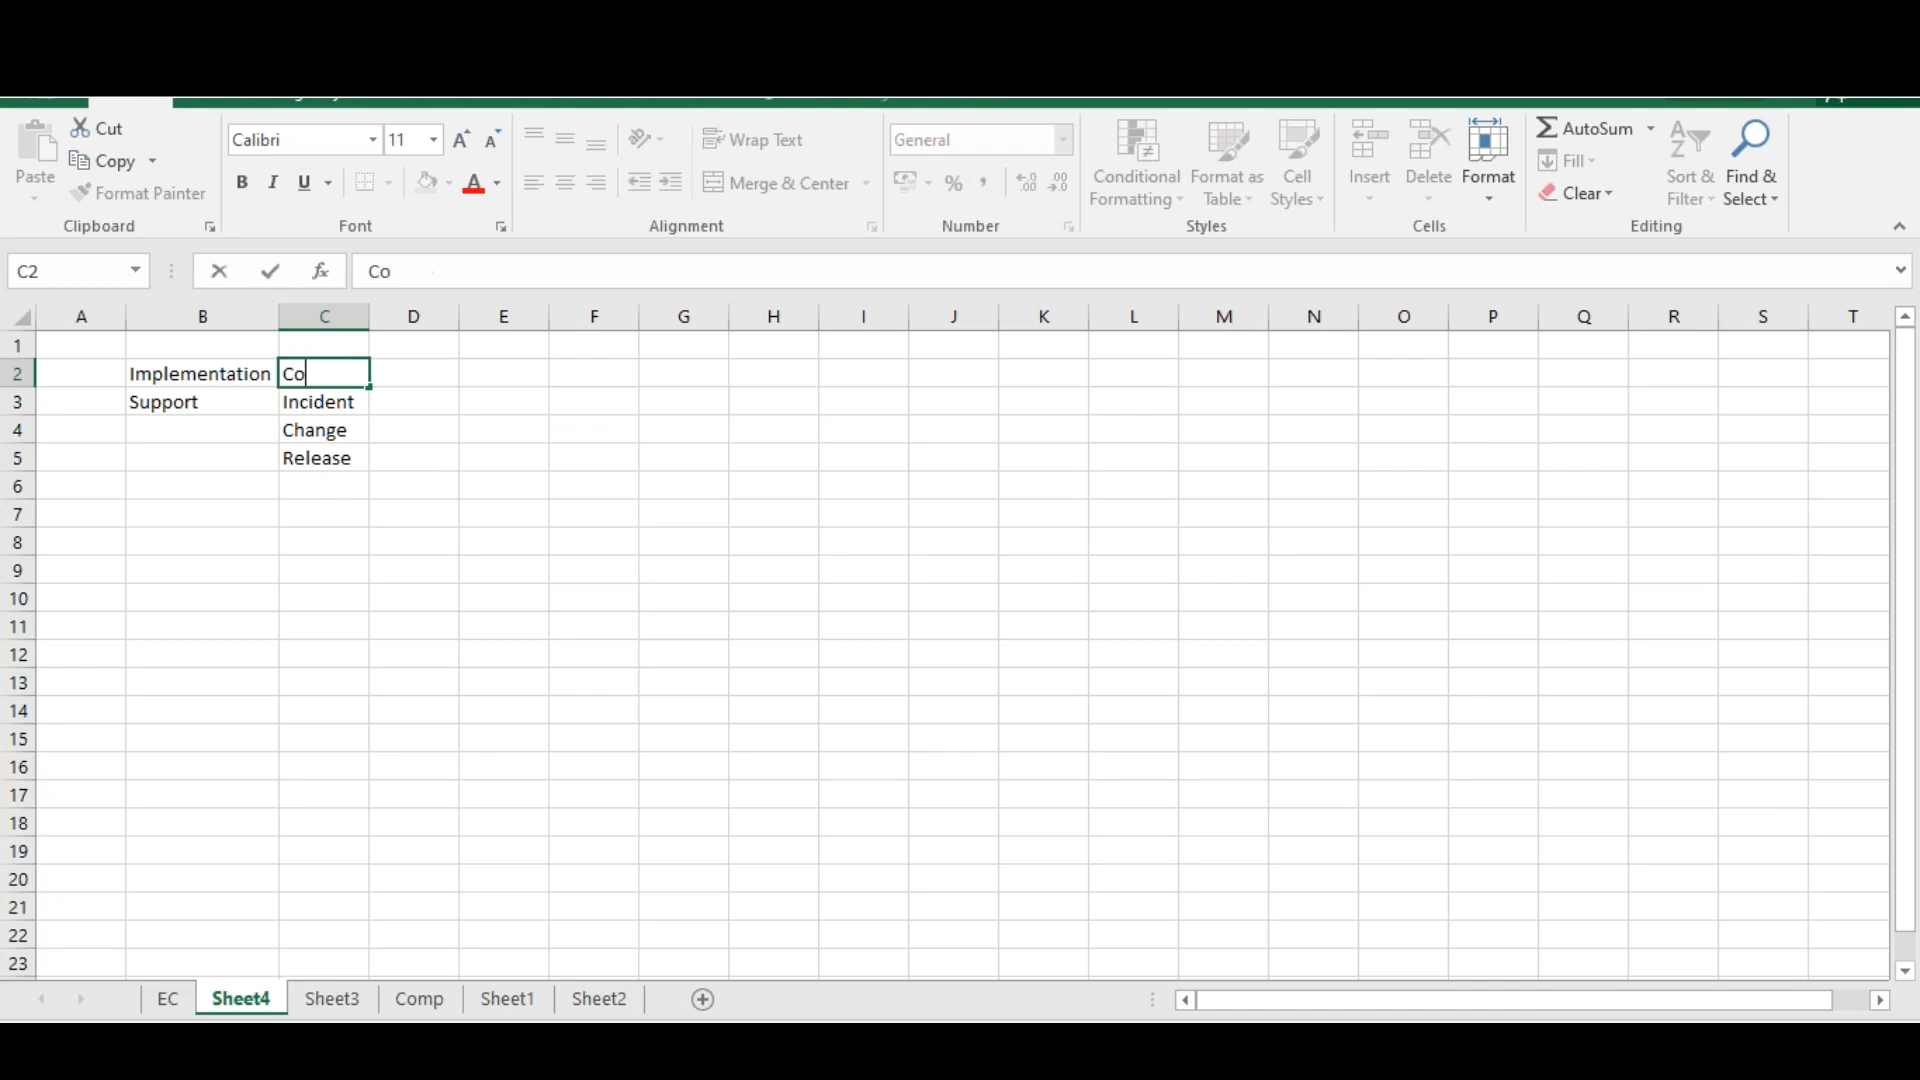 Cut
Copy
Paste
Format Painter
Clipboard
Calibri
11
B I U A
Font
Wrap Text
Merge & Center
Alignment
General
%
Number
Conditional
Formatting
Format as
Table
Cell
Styles
Styles
Insert
Delete
Format
Cells
AutoSum
Fill
Clear
Sort &
Filter
Find &
Select
Editing
C2
fx
Co
A B C D E F G H I J K L M N O P Q R S T
1
2 Implementation Co
3 Support Incident
4 Change
5 Release
6
7
8
9
10
11
12
13
14
15
16
17
18
19
20
21
22
23
EC Sheet4 Sheet3 Comp Sheet1 Sheet2